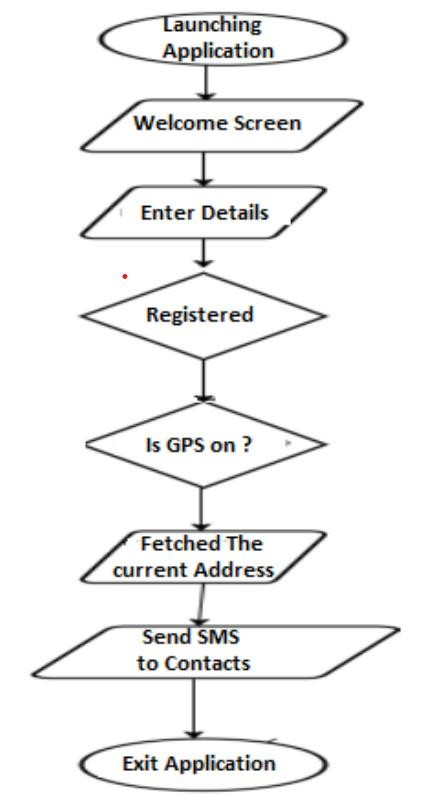 Launching
Application
Welcome Screen
Enter Details
Registered
Is GPS on ?
Fetched The
current Address
Send SMS
to Contacts
Exit Application